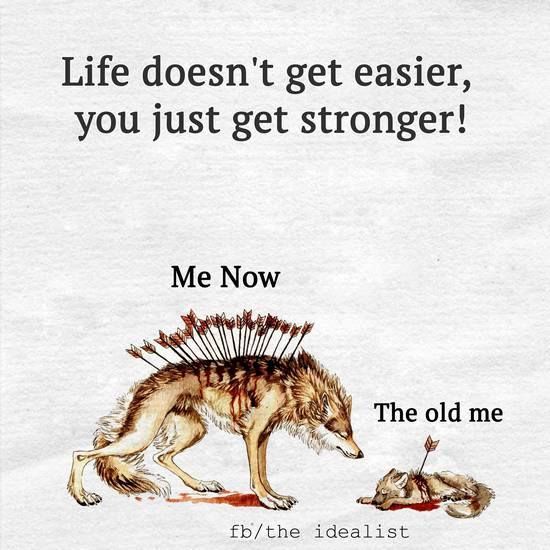 Life doesn't get easier,
you just get stronger!
Me Now
The old me
fb/the idealist